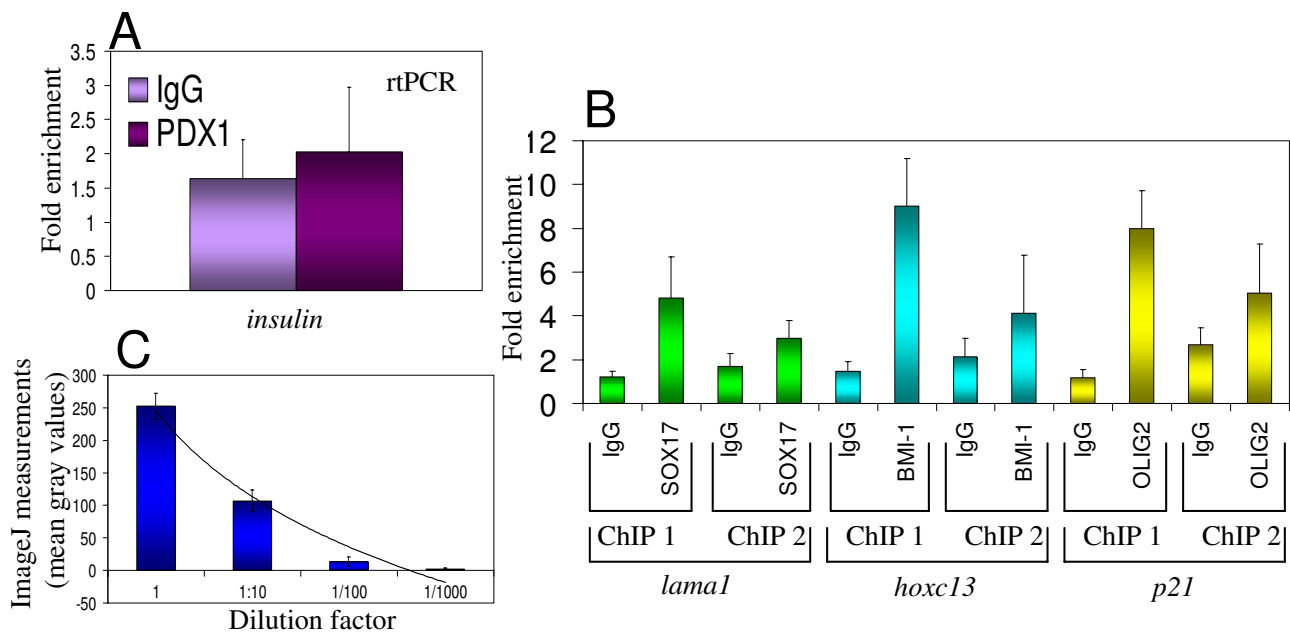 A
3.5
3
2.5
2
1.5
1
0.5
0
Fold enrichment
IgG
PDX1
rtPCR
insulin
B
12
10
8
6
4
2
0
Fold enrichment
IgG
SOX17
IgG
SOX17
IgG
BMI-1
IgG
BMI-1
IgG
OLIG2
IgG
OLIG2
ChIP 1
ChIP 2
ChIP 1
ChIP 2
ChIP 1
ChIP 2
lama1
hoxc13
p21
C
300
250
200
150
100
50
0
-50
ImageJ measurements
(mean gray values)
1
1:10
1/100
1/1000
Dilution factor